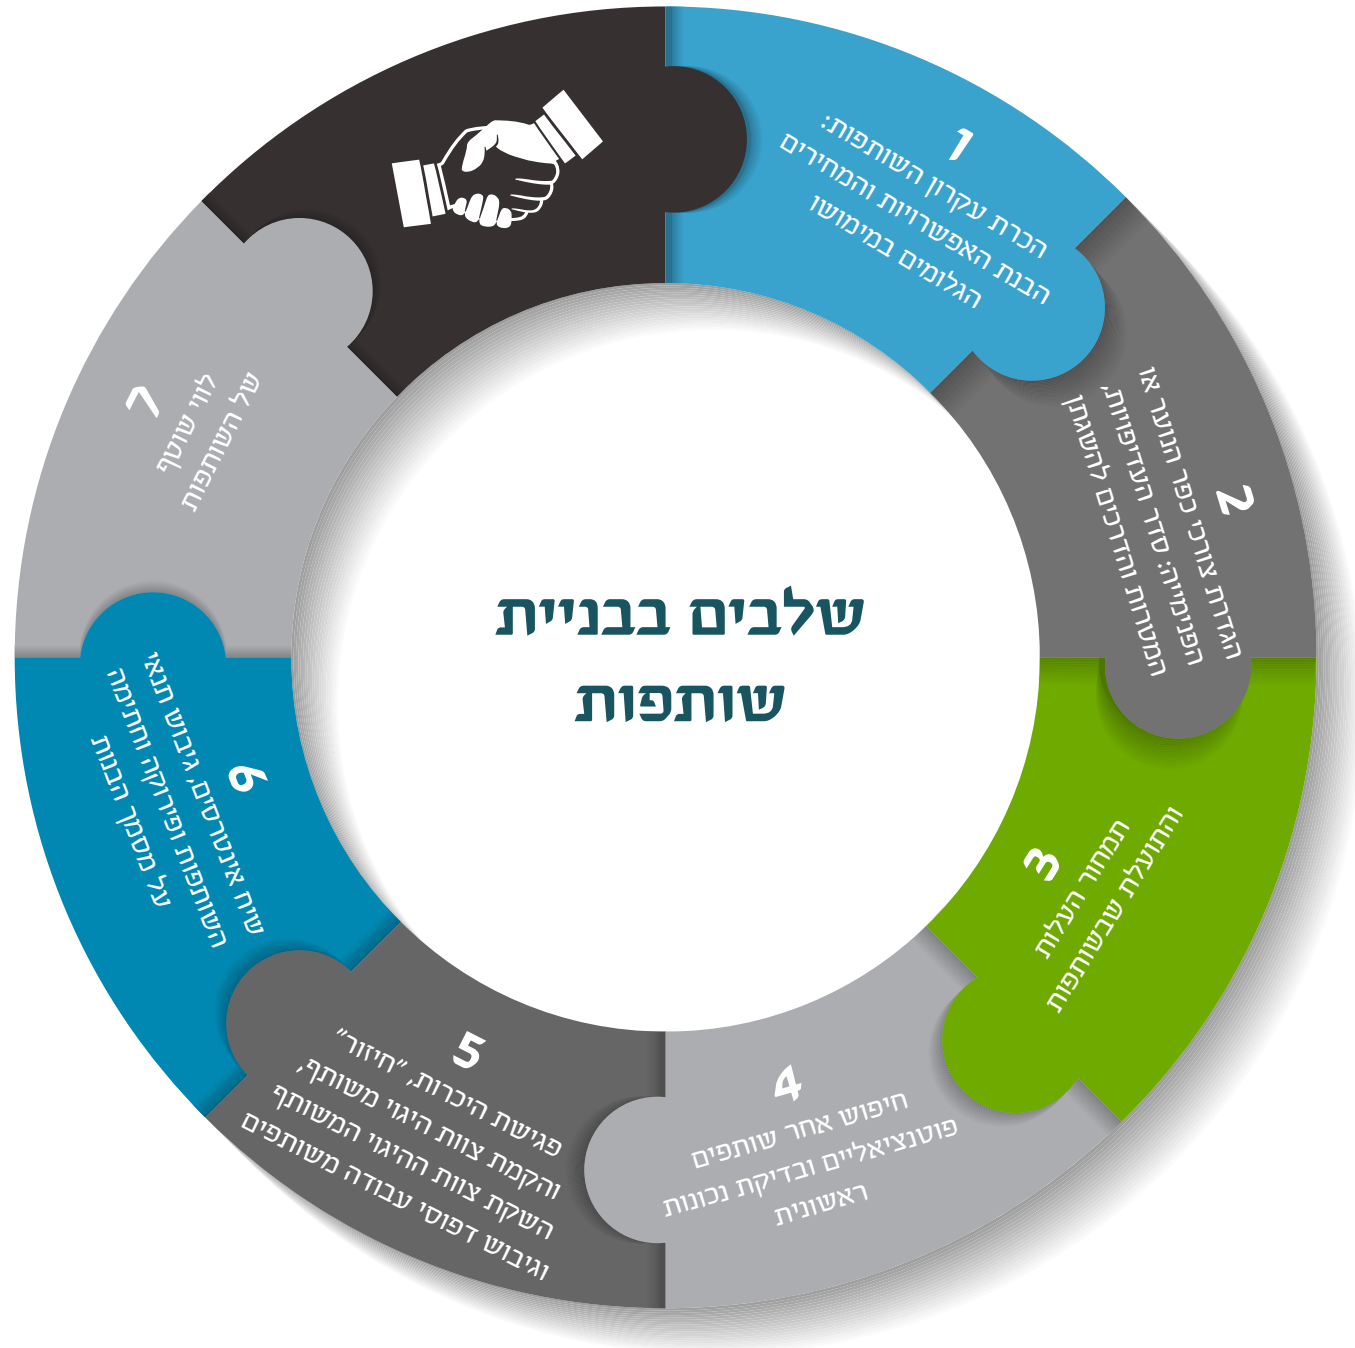 שלבים בבניית
שותפות
1
הכרת עקרון השותפות:
הבנת האפשרויות והמחירים
הגלומים במימושו
2
הגדרת צורכי כפר הנוער או
הפנימייה: סדר העדיפויות,
המטרות והדרכים להשגתן
3
תמחור העלות
והתועלת שבשותפות
4
חיפוש אחר שותפים
פוטנציאליים ובדיקת נכונות
ראשונית
5
פגישת היכרות, "חיזור"
והקמת צוות היגוי משותף,
השקת צוות ההיגוי המשותף
וגיבוש דפוסי עבודה משותפים
6
שיח אינטרסים, גיבוש תנאי
השותפות ופירוקה וחתימה
על מסמך הבנות
7
לווי שוטף
של השותפות